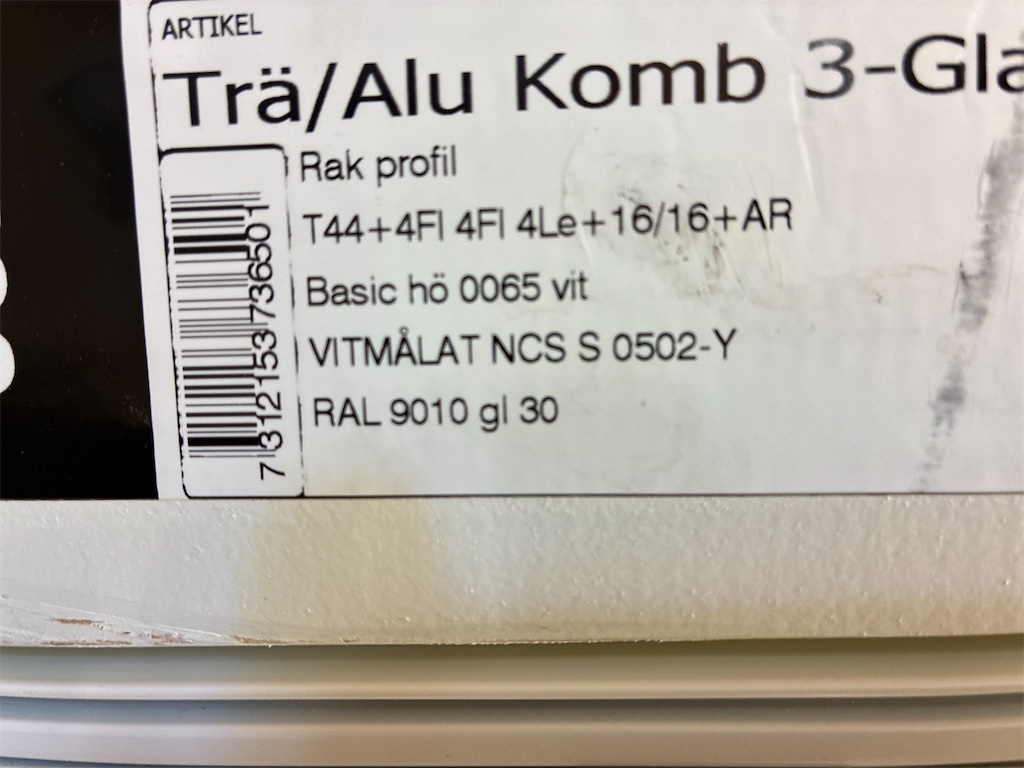 ARTIKEL
Trä/Alu Komb 3-Gla
Rak profil
T44+4Fl 4Fl 4Le+16/16+AR
Basic hö 0065 vit
VITMÅLAT NCS S 0502-Y
RAL 9010 gl 30
7312153736501